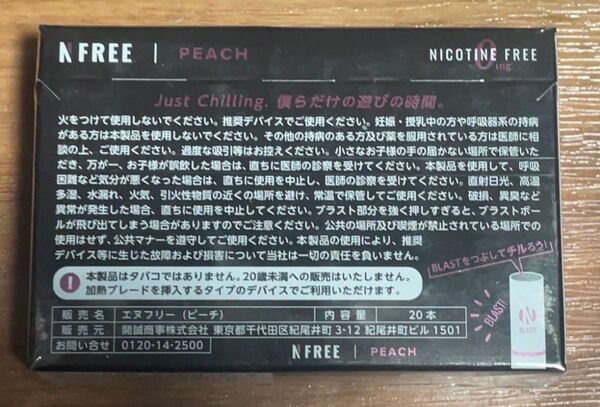 NFREE | PEACH
NICOTINE FREE
0mg
Just Chilling. 僕らだけの遊びの時間。
火をつけて使用しないでください。推奨デバイスでご使用ください。妊娠・授乳中の方や呼吸器系の持病
がある方は本製品を使用しないでください。その他の持病のある方及び薬を服用されている方は医師に相
談の上、ご使用ください。過度な吸引等はお控えください。小さなお子様の手の届かない場所で保管いた
だき、万が一、お子様が誤飲した場合は、直ちに医師の診察を受けてください。本製品を使用して、呼吸
困難など気分が悪くなった場合は、直ちに使用を中止し、医師の診察を受けてください。直射日光、高温
多湿、水漏れ、火気、引火性物質の近くの場所を避け、常温で保管してご使用ください。破損、異臭など
異常が発生した場合、直ちに使用を中止してください。ブラスト部分を強く押しすぎると、ブラストボー
ルが飛び出てしまう場合がありますのでご注意ください。公共の場所及び喫煙が禁止されている場所での
使用はせず、公共マナーを遵守してご使用ください。本製品の使用により、推奨
デバイス等に生じた故障および損害について当社は一切の責任を負いません。
BLASTをつぶしてチルろう!
BLAST!
N
BLAST
! 本製品はタバコではありません。20歳未満への販売はいたしません。
加熱ブレードを挿入するタイプのデバイスでご利用いただけます。
販売名 エヌフリー(ピーチ) 内容量 20本
販売元 開誠商事株式会社 東京都千代田区紀尾井町3-12 紀尾井町ビル1501
お問い合せ 0120-14-2500
NFREE | PEACH